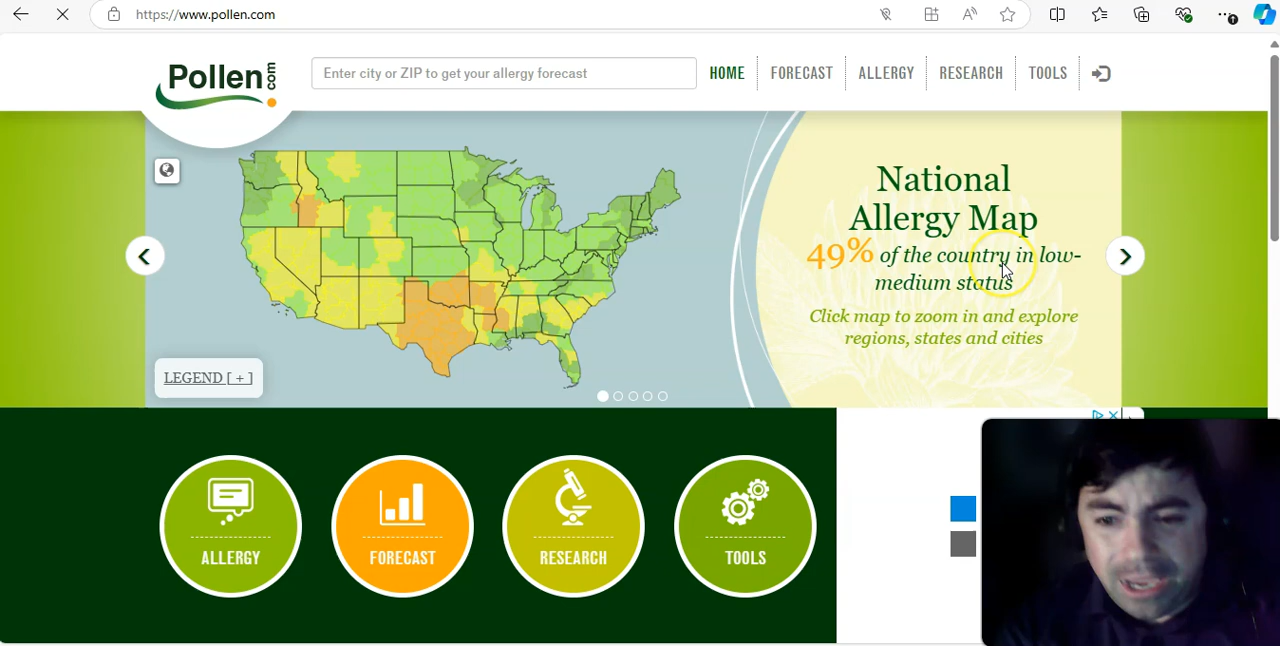 https://www.pollen.com
Pollen.com
Enter city or ZIP to get your allergy forecast
HOME
FORECAST
ALLERGY
RESEARCH
TOOLS
National
Allergy Map
49% of the country in low-
medium status
Click map to zoom in and explore
regions, states and cities
LEGEND [ + ]
ALLERGY
FORECAST
RESEARCH
TOOLS